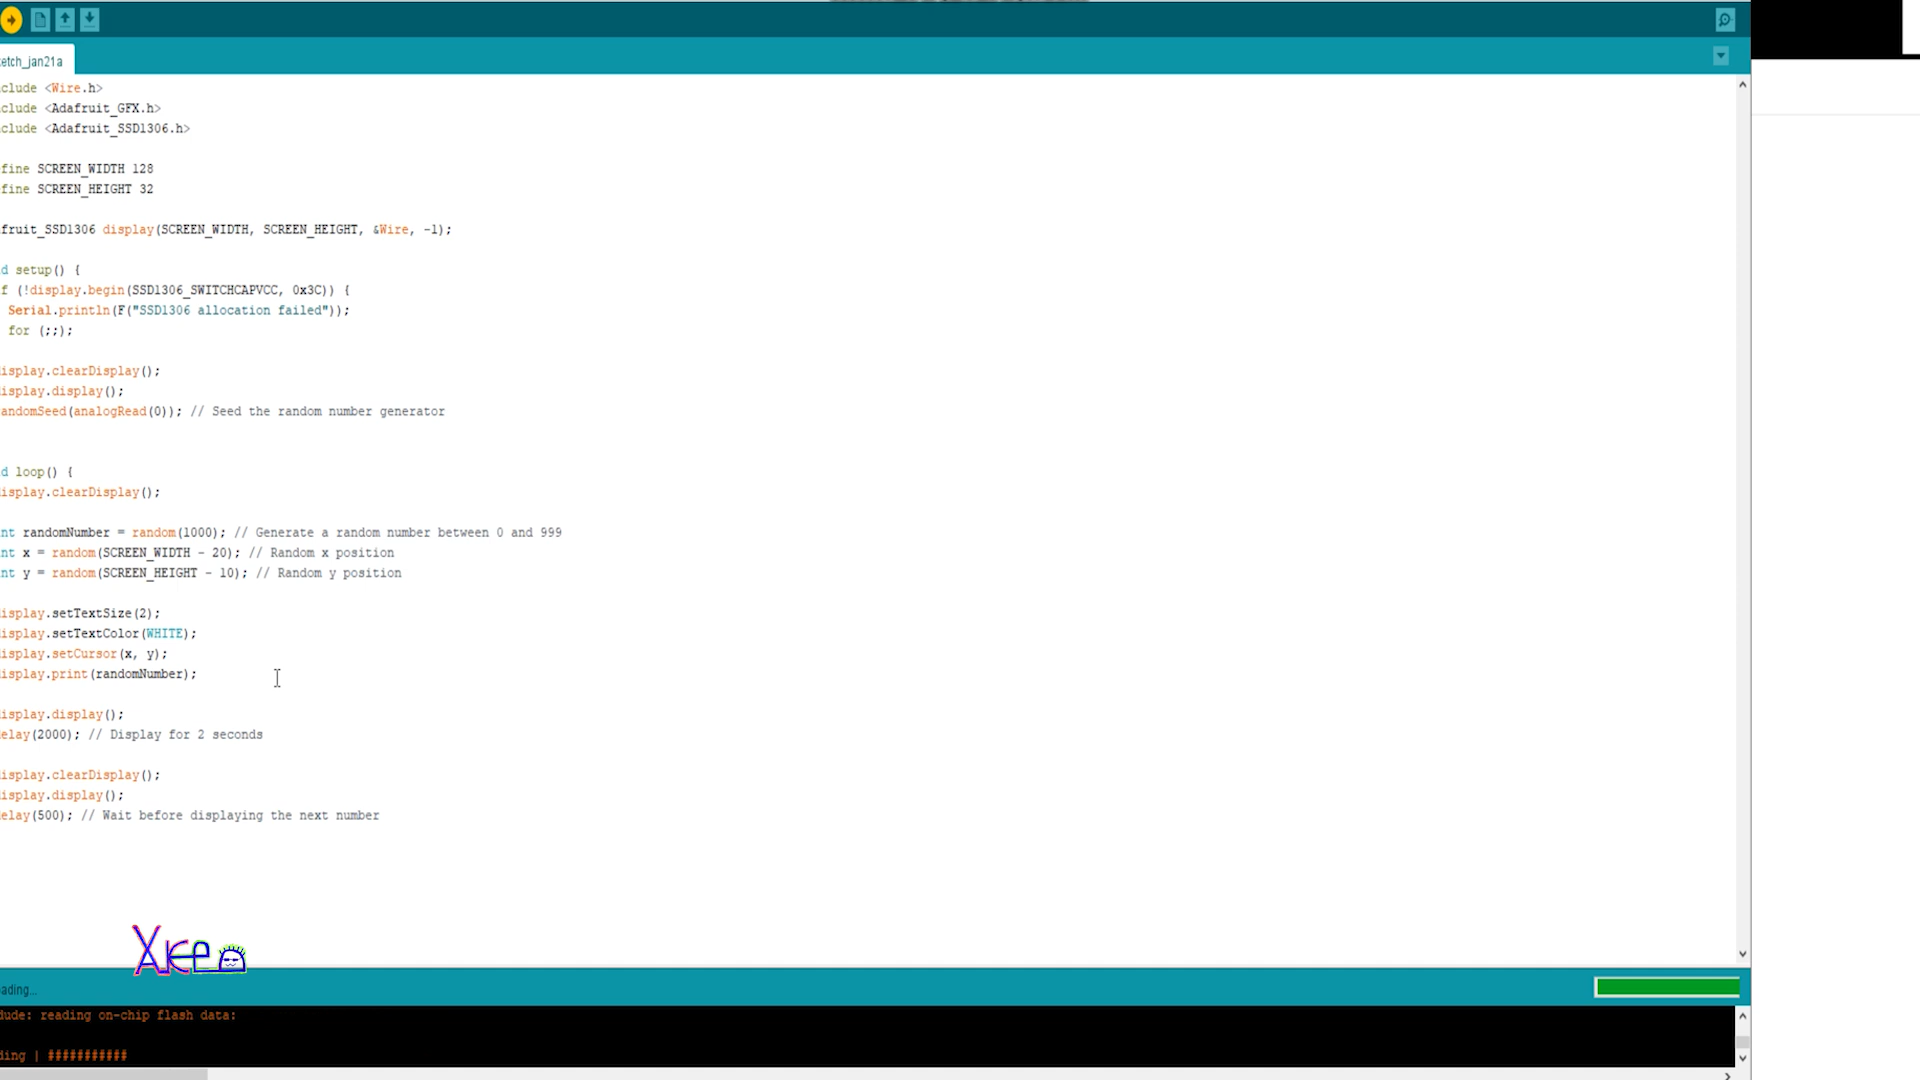 etch_jan21a
clude <Wire.h>
clude <Adafruit_GFX.h>
clude <Adafruit_SSD1306.h>
fine SCREEN_WIDTH 128
fine SCREEN_HEIGHT 32
fruit_SSD1306 display(SCREEN_WIDTH, SCREEN_HEIGHT, &Wire, -1);
d setup() {
f (!display.begin(SSD1306_SWITCHCAPVCC, 0x3C)) {
Serial.println(F("SSD1306 allocation failed"));
for (;;);
isplay.clearDisplay();
isplay.display();
andomSeed(analogRead(0)); // Seed the random number generator
d loop() {
isplay.clearDisplay();
nt randomNumber = random(1000); // Generate a random number between 0 and 999
nt x = random(SCREEN_WIDTH - 20); // Random x position
nt y = random(SCREEN_HEIGHT - 10); // Random y position
isplay.setTextSize(2);
isplay.setTextColor(WHITE);
isplay.setCursor(x, y);
isplay.print(randomNumber);
isplay.display();
elay(2000); // Display for 2 seconds
isplay.clearDisplay();
isplay.display();
elay(500); // Wait before displaying the next number
ading...
dude: reading on-chip flash data:
ding | ###########